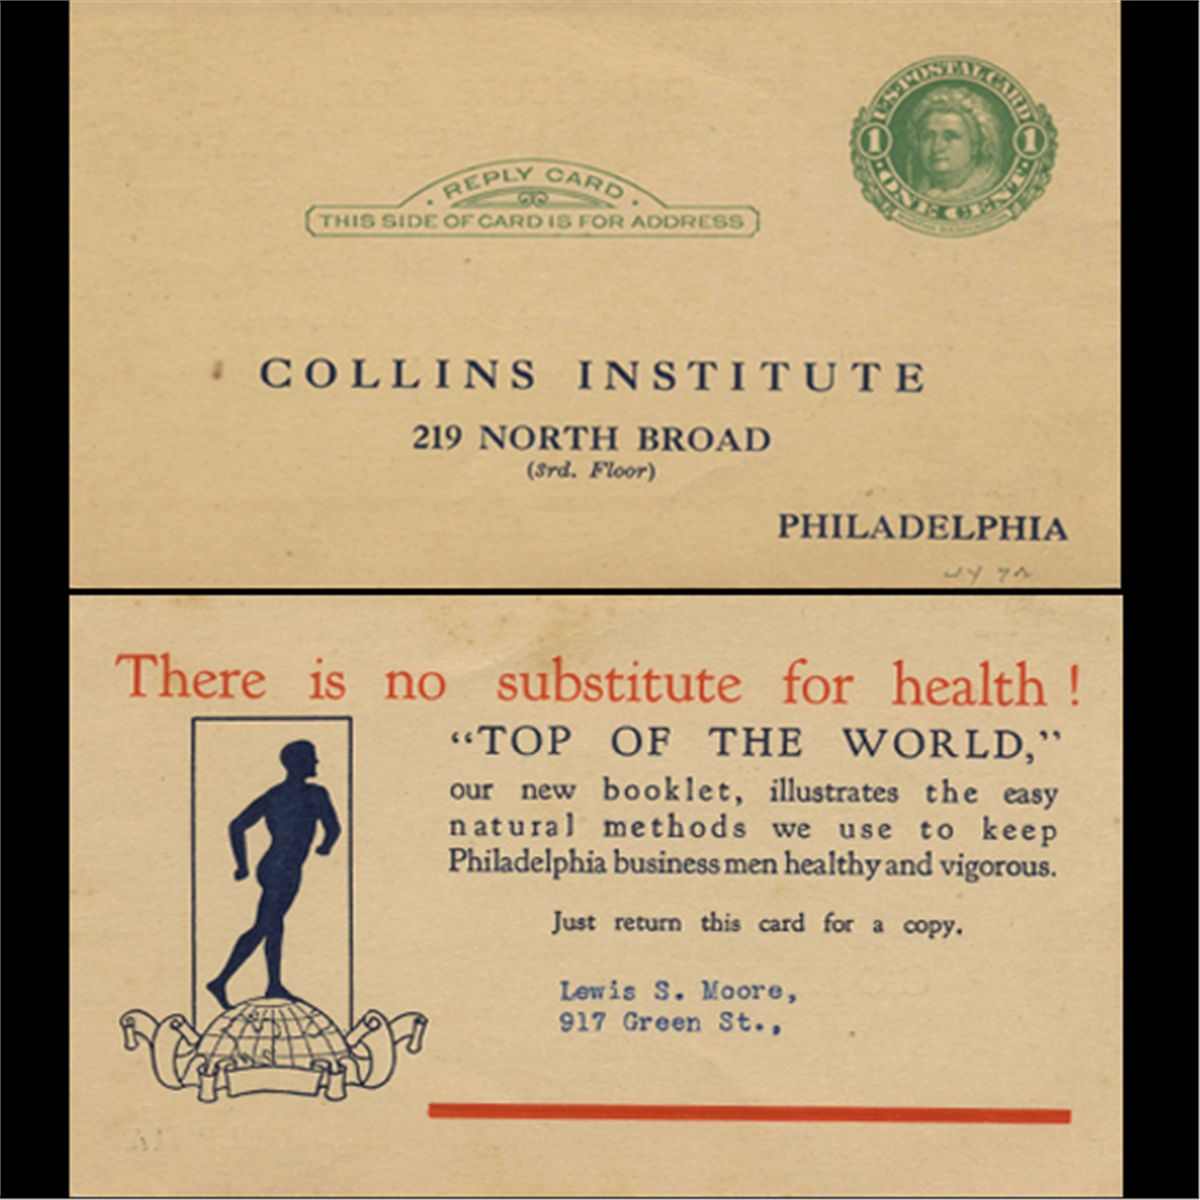 U.S. POSTAL CARD
1 1
ONE CENT
REPLY CARD
THIS SIDE OF CARD IS FOR ADDRESS
COLLINS INSTITUTE
219 NORTH BROAD
(3rd. Floor)
PHILADELPHIA
There is no substitute for health !
“TOP OF THE WORLD,”
our new booklet, illustrates the easy
natural methods we use to keep
Philadelphia business men healthy and vigorous.
Just return this card for a copy.
Lewis S. Moore,
917 Green St.,